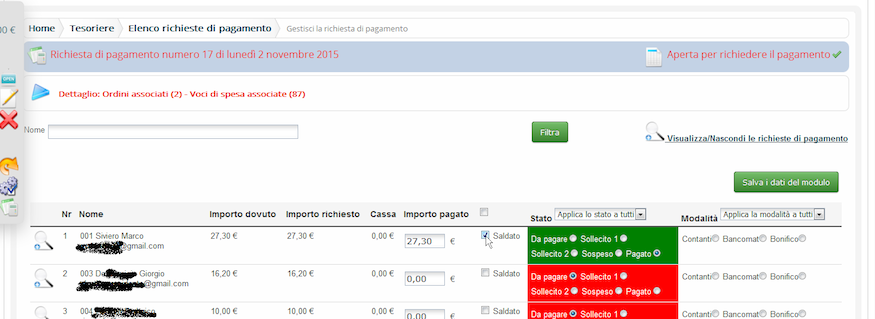 00 €
Home Tesoriere Elenco richieste di pagamento Gestisci la richiesta di pagamento
Richiesta di pagamento numero 17 di lunedì 2 novembre 2015 Aperta per richiedere il pagamento
OPEN
Dettaglio: Ordini associati (2) - Voci di spesa associate (87)
Nome Filtra Visualizza/Nascondi le richieste di pagamento
Salva i dati del modulo
Nr Nome Importo dovuto Importo richiesto Cassa Importo pagato Stato Applica lo stato a tutti Modalità Applica la modalità a tutti
1 001 Siviero Marco 27,30 € 27,30 € 0,00 € 27,30 € Saldato Da pagare Sollecito 1 Contanti Bancomat Bonifico
@gmail.com Sollecito 2 Sospeso Pagato
2 003 Giorgio 16,20 € 16,20 € 0,00 € 0,00 € Saldato Da pagare Sollecito 1 Contanti Bancomat Bonifico
@gmail.com Sollecito 2 Sospeso Pagato
3 10,00 € 10,00 € 0,00 € 0,00 € Saldato Da pagare Sollecito 1 Contanti Bancomat Bonifico